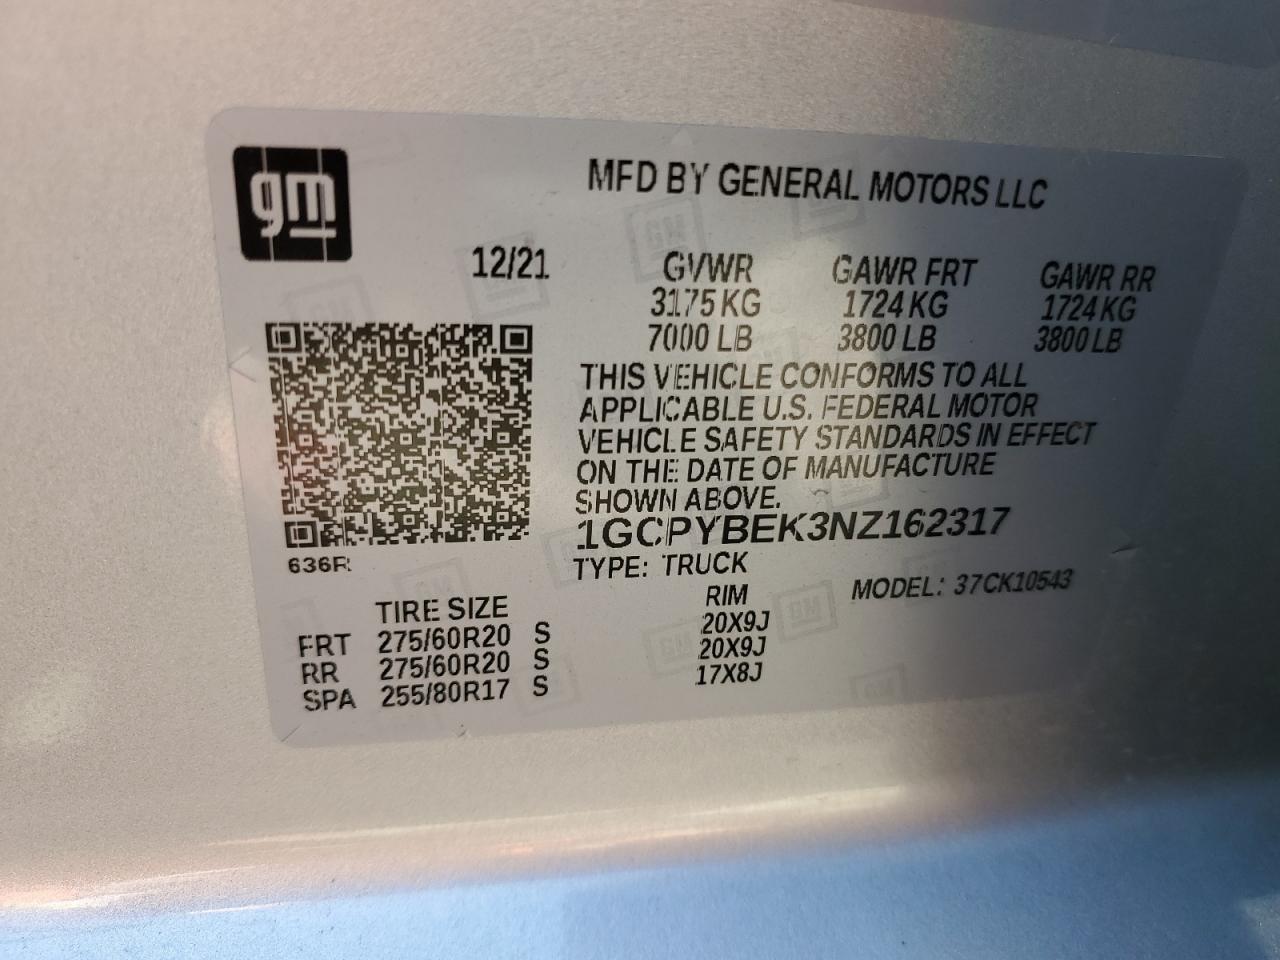 gm
MFD BY GENERAL MOTORS LLC
12/21 GVWR GAWR FRT GAWR RR
3175 KG 1724 KG 1724 KG
7000 LB 3800 LB 3800 LB
THIS VEHICLE CONFORMS TO ALL
APPLICABLE U.S. FEDERAL MOTOR
VEHICLE SAFETY STANDARDS IN EFFECT
ON THE DATE OF MANUFACTURE
SHOWN ABOVE.
1GCPYBEK3NZ162317
636R
TYPE: TRUCK
MODEL: 37CK10543
TIRE SIZE RIM
FRT 275/60R20 S 20X9J
RR 275/60R20 S 20X9J
SPA 255/80R17 S 17X8J